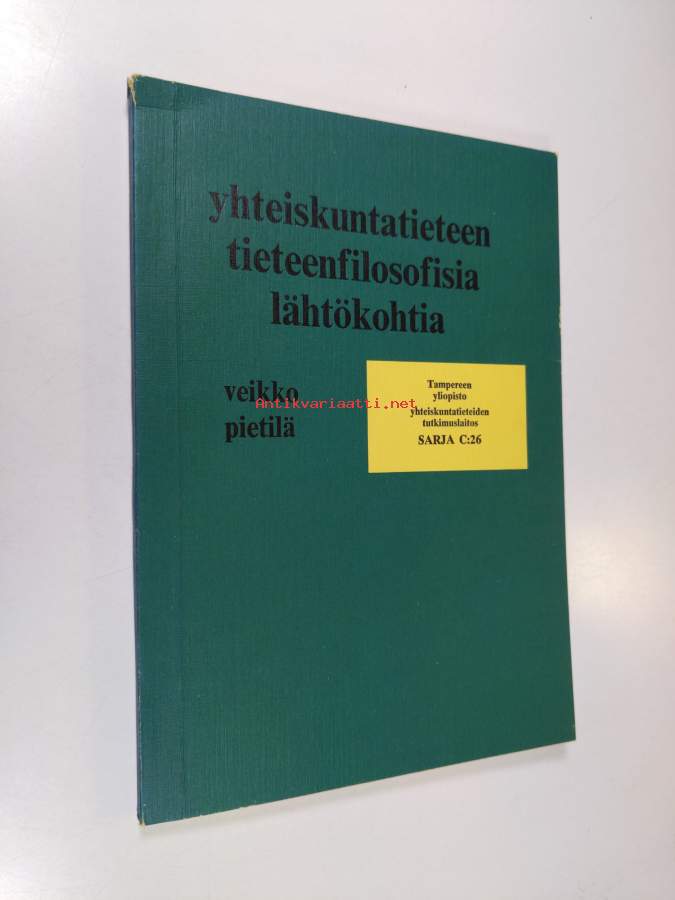 yhteiskuntatieteen
tieteenfilosofisia
lähtökohtia
veikko
pietilä
Tampereen
yliopisto
yhteiskuntatieteiden
tutkimuslaitos
SARJA C:26
Antikvariaatti.net